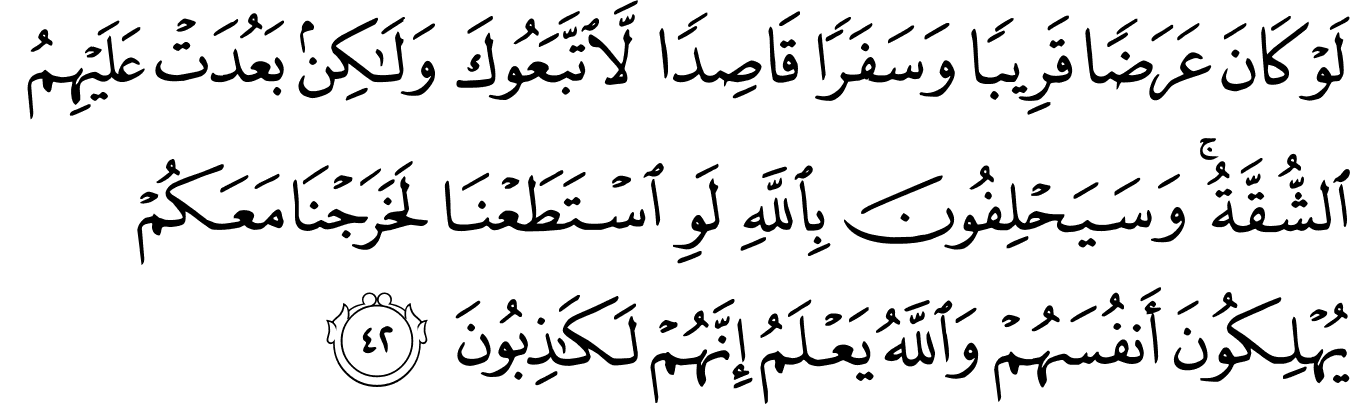 لَوْ كَانَ عَرَضًا قَرِيبًا وَسَفَرًا قَاصِدًا لَّٱتَّبَعُوكَ وَلَـٰكِنۢ بَعُدَتْ عَلَيْهِمُ
ٱلشُّقَّةُ ۚ وَسَيَحْلِفُونَ بِٱللَّهِ لَوِ ٱسْتَطَعْنَا لَخَرَجْنَا مَعَكُمْ
يُهْلِكُونَ أَنفُسَهُمْ وَٱللَّهُ يَعْلَمُ إِنَّهُمْ لَكَـٰذِبُونَ ٤٢